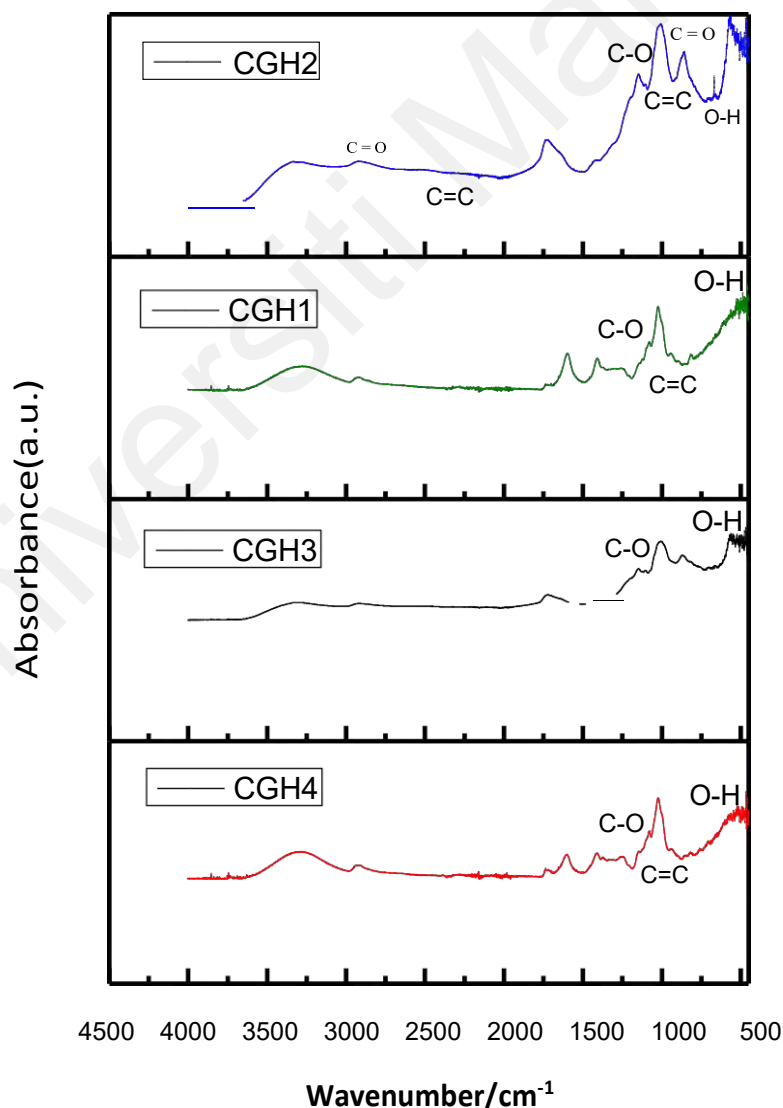 CGH2
C = O
C-O
C=C
O-H
C = O
C=C
CGH1
O-H
C-O
C=C
CGH3
O-H
C-O
CGH4
O-H
C-O
C=C
Absorbance(a.u.)
4500 4000 3500 3000 2500 2000 1500 1000 500
Wavenumber/cm⁻¹